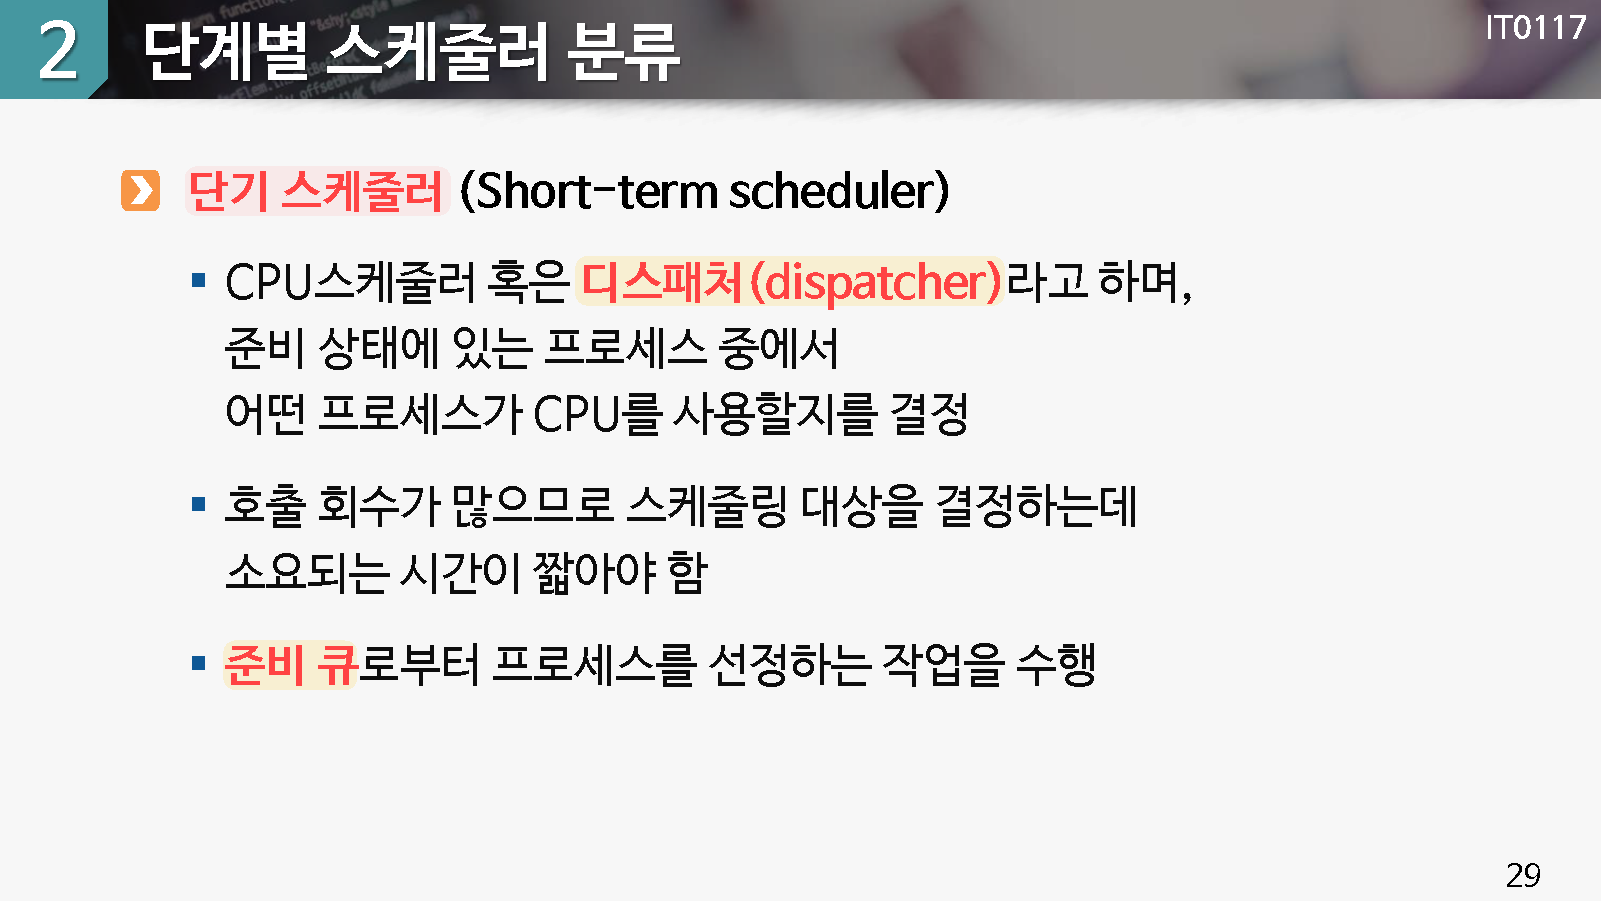 2 단계별 스케줄러 분류
IT0117
단기 스케줄러 (Short-term scheduler)
CPU스케줄러 혹은 디스패처(dispatcher)라고 하며,
준비 상태에 있는 프로세스 중에서
어떤 프로세스가 CPU를 사용할지를 결정
호출 회수가 많으므로 스케줄링 대상을 결정하는데
소요되는 시간이 짧아야 함
준비 큐로부터 프로세스를 선정하는 작업을 수행
29